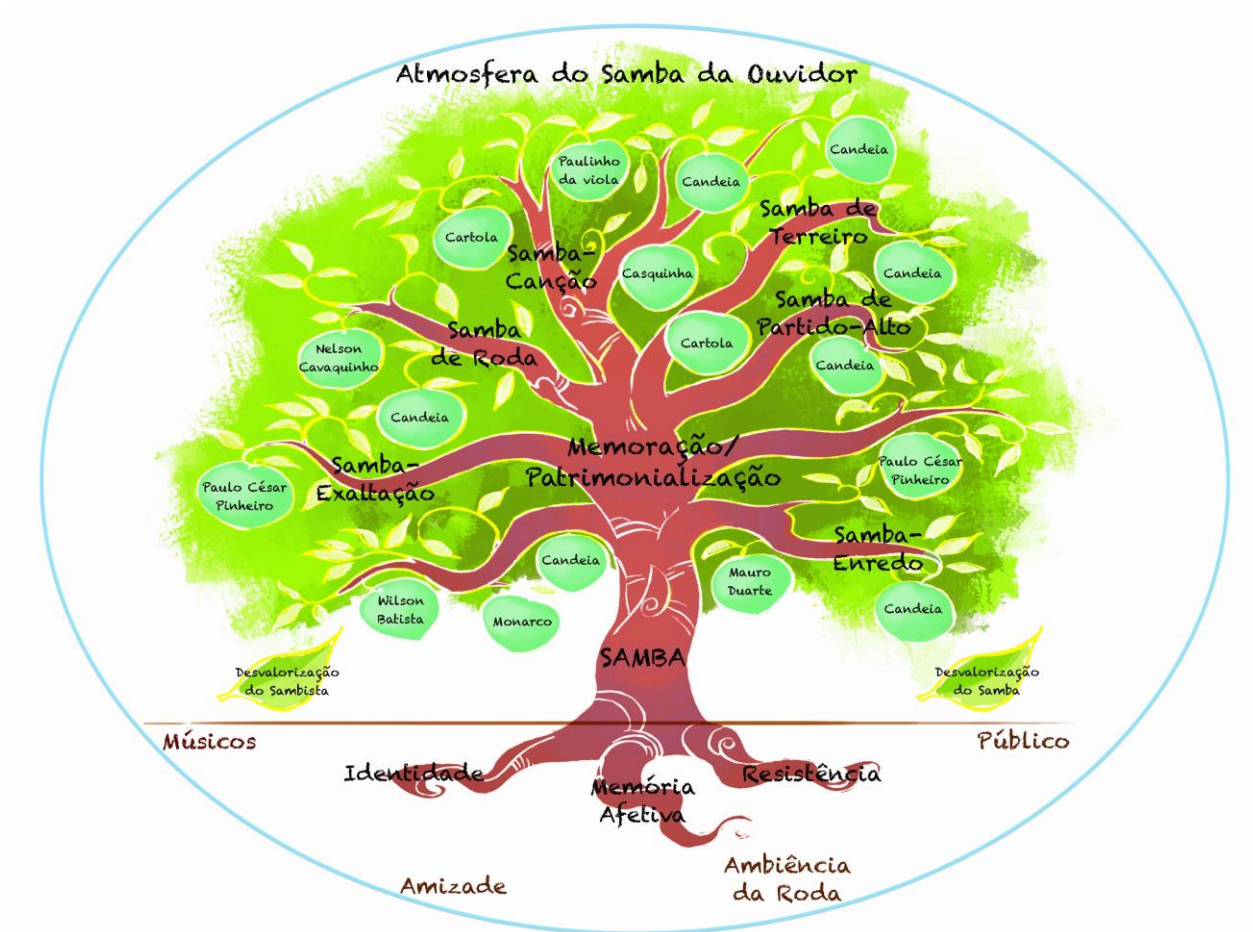 Atmosfera do Samba da Ouvidor
Candeia
Paulinho
da viola
Candeia
Samba de
Terreiro
Cartola
Samba-
Canção
Casquinha
Candeia
Samba de
Partido-Alto
Samba
de Roda
Cartola
Nelson
Cavaquinho
Candeia
Candeia
Memoração/
Patrimonialização
Samba-
Exaltação
Paulo César
Pinheiro
Paulo César
Pinheiro
Samba-
Enredo
Candeia
Mauro
Duarte
Wilson
Batista
Monarco
Candeia
SAMBA
Desvalorização
do Sambista
Desvalorização
do Samba
Músicos
Público
Identidade
Memória
Afetiva
Resistência
Amizade
Ambiência
da Roda